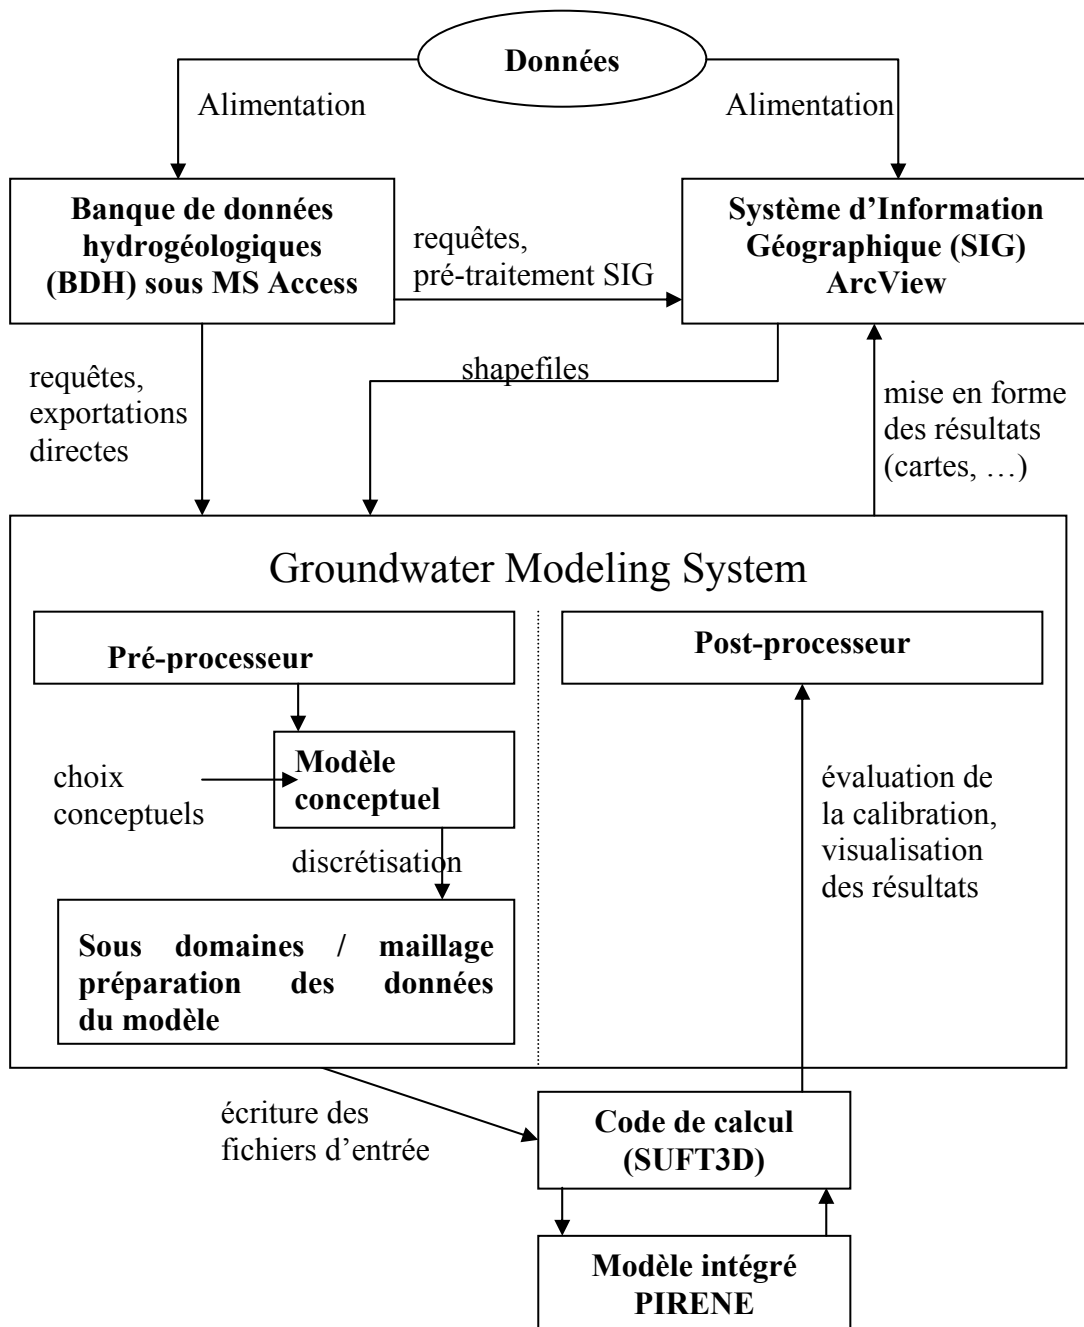 Données
Alimentation
Alimentation
Banque de données
hydrogéologiques
(BDH) sous MS Access
requêtes,
pré-traitement SIG
Système d’Information
Géographique (SIG)
ArcView
requêtes,
exportations
directes
shapefiles
mise en forme
des résultats
(cartes, …)
Groundwater Modeling System
Pré-processeur
Post-processeur
choix
conceptuels
Modèle
conceptuel
discrétisation
évaluation de
la calibration,
visualisation
des résultats
Sous domaines / maillage
préparation des données
du modèle
écriture des
fichiers d’entrée
Code de calcul
(SUFT3D)
Modèle intégré
PIRENE